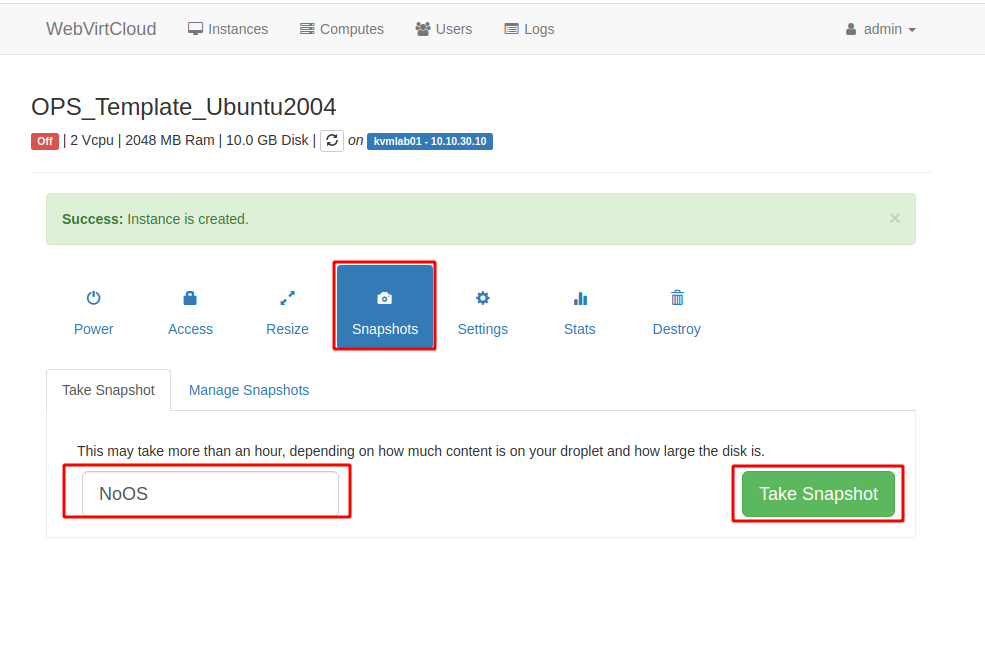 WebVirtCloud Instances Computes Users Logs admin
OPS_Template_Ubuntu2004
Off | 2 Vcpu | 2048 MB Ram | 10.0 GB Disk | on kvmlab01 - 10.10.30.10
Success: Instance is created. ×
Power Access Resize Snapshots Settings Stats Destroy
Take Snapshot Manage Snapshots
This may take more than an hour, depending on how much content is on your droplet and how large the disk is.
NoOS Take Snapshot